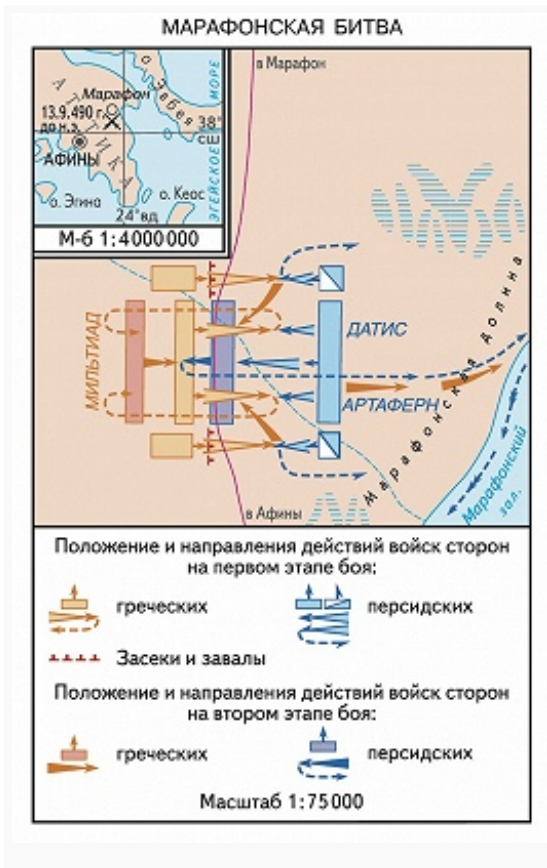 МАРАФОНСКАЯ БИТВА
в Марафон
АТТИКА
о. Эвбея
МОРЕ
Марафон
13.9.490 г.
до н.э.
38°
СШ
АФИНЫ
о. Эгина
о. Кеос
ЭГЕЙСКОЕ
24°вд
М-б 1:4000000
МИЛЬТИАД
ДАТИС
АРТАФЕРН
Марафонская долина
Марафонский
зал.
в Афины
Положение и направления действий войск сторон
на первом этапе боя:
греческих
персидских
Засеки и завалы
Положение и направления действий войск сторон
на втором этапе боя:
греческих
персидских
Масштаб 1:75000